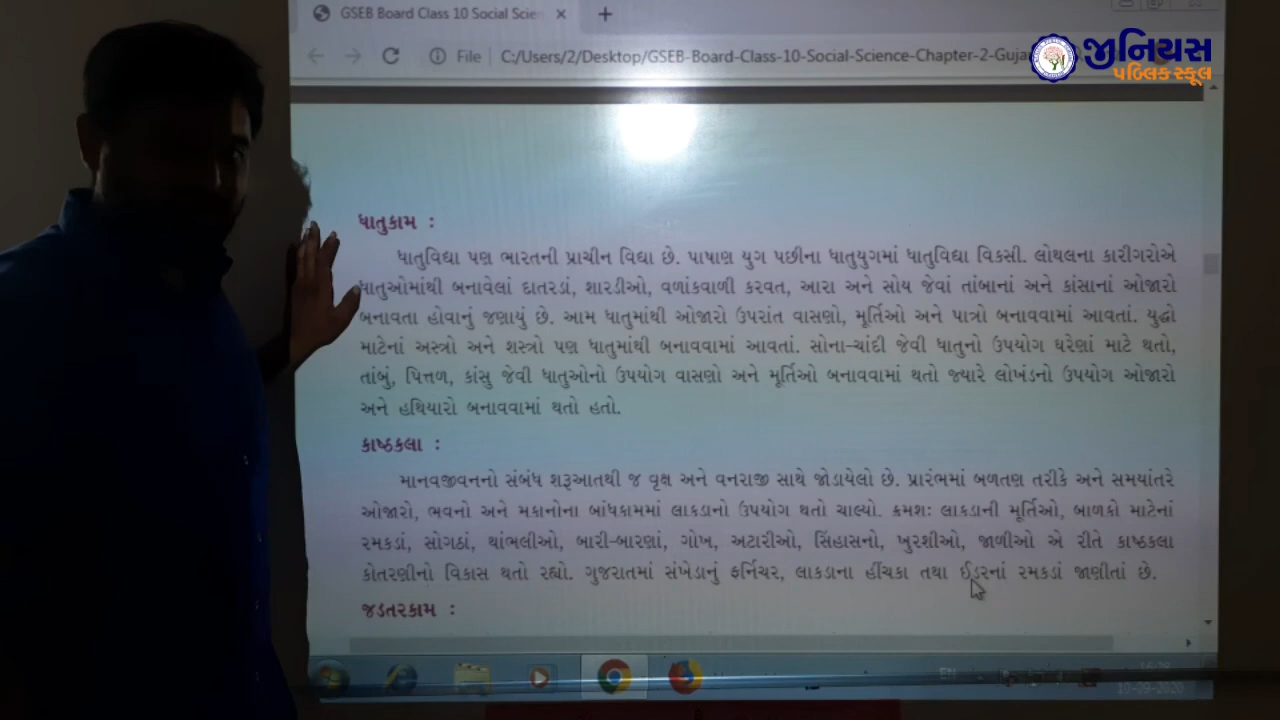 GSEB Board Class 10 Social Scie
File C:/Users/2/Desktop/GSEB-Board-Class-10-Social-Science-Chapter-2-Guja
જીનિયસ
પબ્લિક સ્કૂલ
ધાતુકામ :
ધાતુવિદ્યા પણ ભારતની પ્રાચીન વિદ્યા છે. પાષાણ યુગ પછીના ધાતુયુગમાં ધાતુવિદ્યા વિકસી. લોથલના કારીગરોએ
ધાતુઓમાંથી બનાવેલાં દાતરડાં, શારડીઓ, વળાંકવાળી કરવત, આરા અને સોય જેવાં તાંબાનાં અને કાંસાનાં ઓજારો
બનાવતા હોવાનું જણાયું છે. આમ ધાતુમાંથી ઓજારો ઉપરાંત વાસણો, મૂર્તિઓ અને પાત્રો બનાવવામાં આવતાં. યુદ્ધો
માટેનાં અસ્ત્રો અને શસ્ત્રો પણ ધાતુમાંથી બનાવવામાં આવતાં. સોના-ચાંદી જેવી ધાતુનો ઉપયોગ ઘરેણાં માટે થતો,
તાંબું, પિત્તળ, કાંસુ જેવી ધાતુઓનો ઉપયોગ વાસણો અને મૂર્તિઓ બનાવવામાં થતો જ્યારે લોખંડનો ઉપયોગ ઓજારો
અને હથિયારો બનાવવામાં થતો હતો.
કાષ્ઠકલા :
માનવજીવનનો સંબંધ શરૂઆતથી જ વૃક્ષ અને વનરાજી સાથે જોડાયેલો છે. પ્રારંભમાં બળતણ તરીકે અને સમયાંતરે
ઓજારો, ભવનો અને મકાનોના બાંધકામમાં લાકડાનો ઉપયોગ થતો ચાલ્યો. ક્રમશઃ લાકડાની મૂર્તિઓ, બાળકો માટેનાં
રમકડાં, સોગઠાં, થાંભલીઓ, બારી-બારણાં, ગોખ, અટારીઓ, સિંહાસનો, ખુરશીઓ, જાળીઓ એ રીતે કાષ્ઠકલા
કોતરણીનો વિકાસ થતો રહ્યો. ગુજરાતમાં સંખેડાનું ફર્નિચર, લાકડાના હીંચકા તથા ઈડરનાં રમકડાં જાણીતાં છે.
જડતરકામ :
EN
10-09-2020